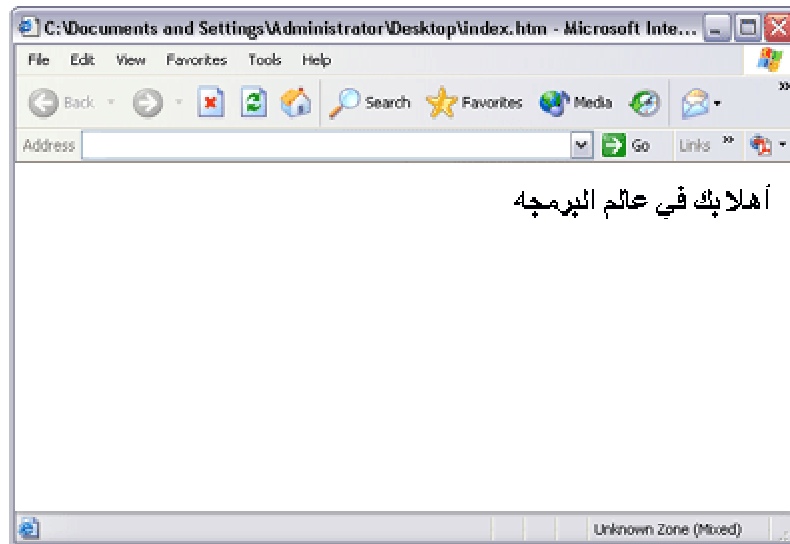 C:\Documents and Settings\Administrator\Desktop\index.htm - Microsoft Inte...
File Edit View Favorites Tools Help
Back Search Favorites Media »
Address Go Links »
أهلا بك في عالم البرمجه
Unknown Zone (Mixed)